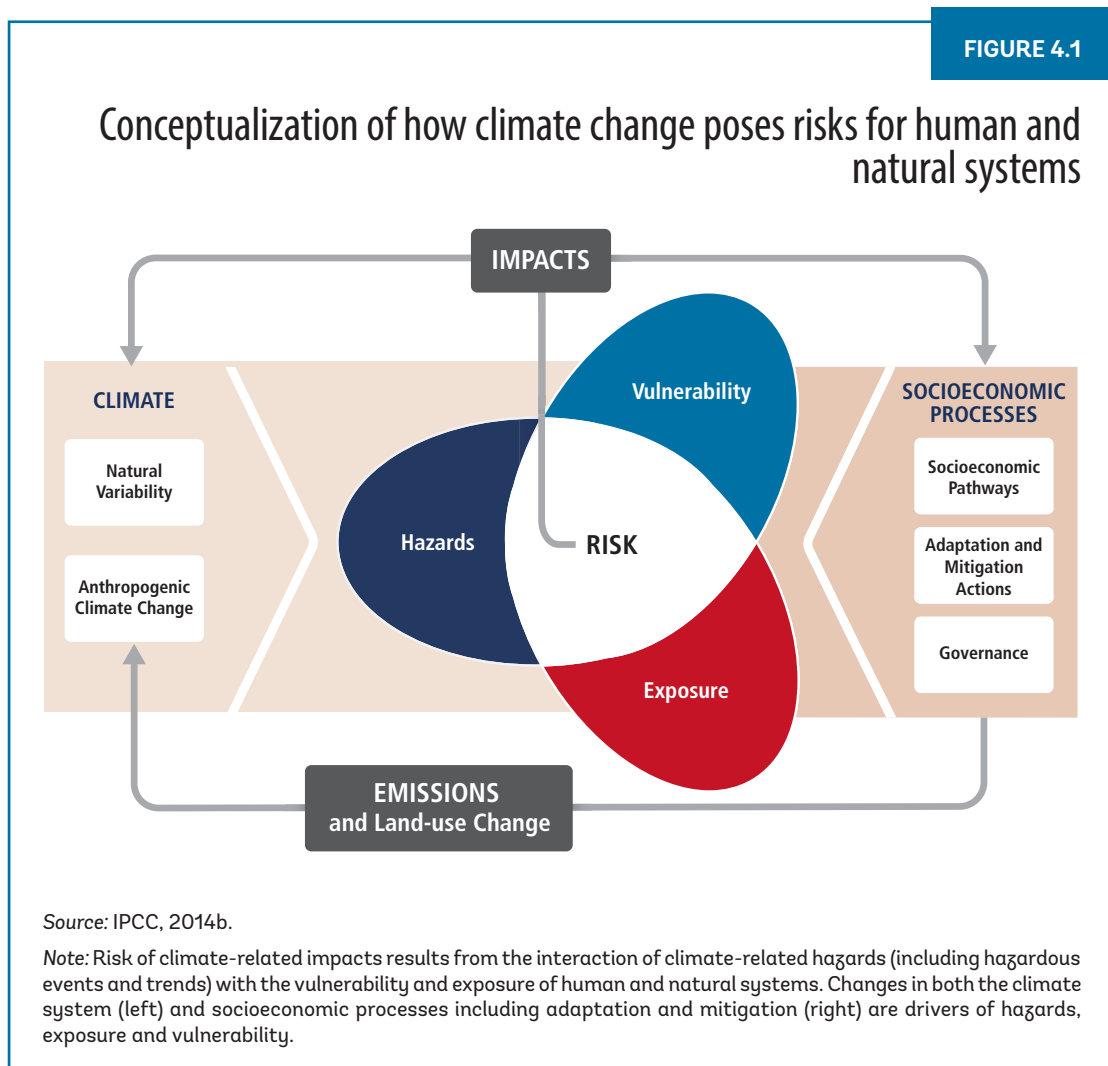 FIGURE 4.1
Conceptualization of how climate change poses risks for human and
natural systems
IMPACTS
CLIMATE
Natural
Variability
Anthropogenic
Climate Change
Vulnerability
Hazards
RISK
Exposure
SOCIOECONOMIC
PROCESSES
Socioeconomic
Pathways
Adaptation and
Mitigation
Actions
Governance
EMISSIONS
and Land-use Change
Source: IPCC, 2014b.
Note: Risk of climate-related impacts results from the interaction of climate-related hazards (including hazardous
events and trends) with the vulnerability and exposure of human and natural systems. Changes in both the climate
system (left) and socioeconomic processes including adaptation and mitigation (right) are drivers of hazards,
exposure and vulnerability.